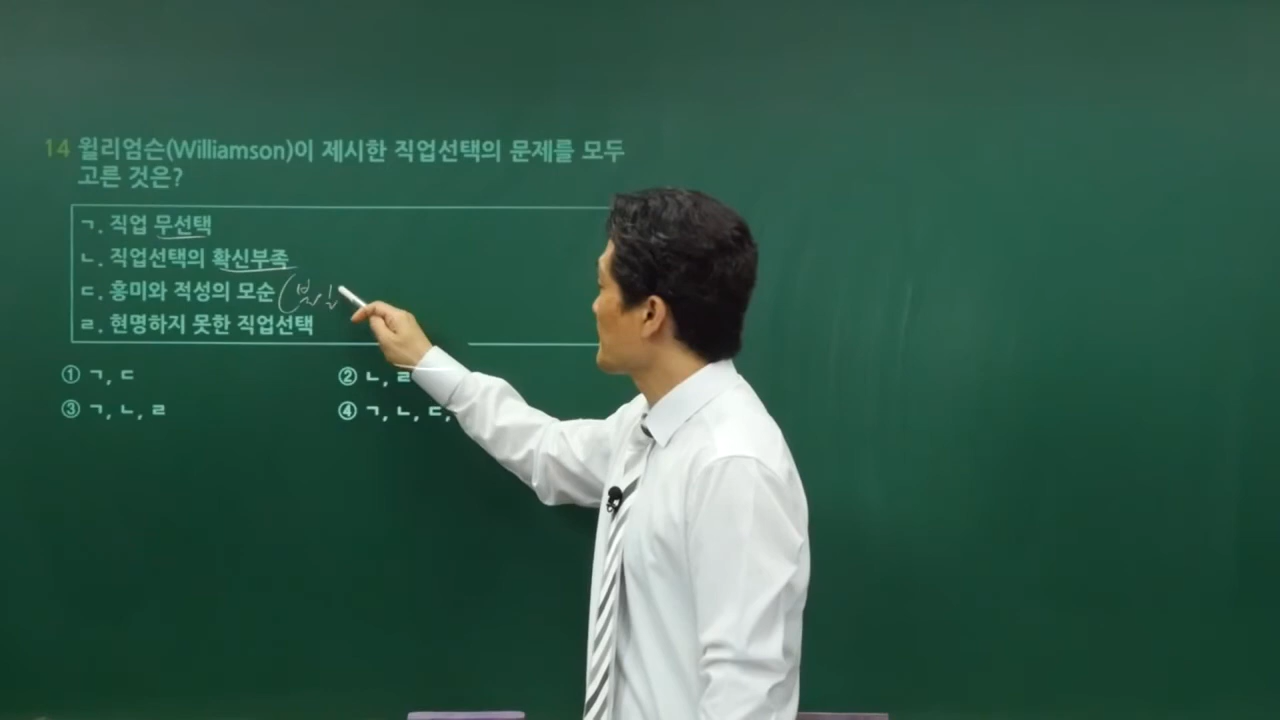 14 윌리엄슨(Williamson)이 제시한 직업선택의 문제를 모두
고른 것은?
ㄱ. 직업 무선택
ㄴ. 직업선택의 확신부족
ㄷ. 흥미와 적성의 모순
ㄹ. 현명하지 못한 직업선택
① ㄱ, ㄷ
② ㄴ, ㄹ
③ ㄱ, ㄴ, ㄹ
④ ㄱ, ㄴ, ㄷ,